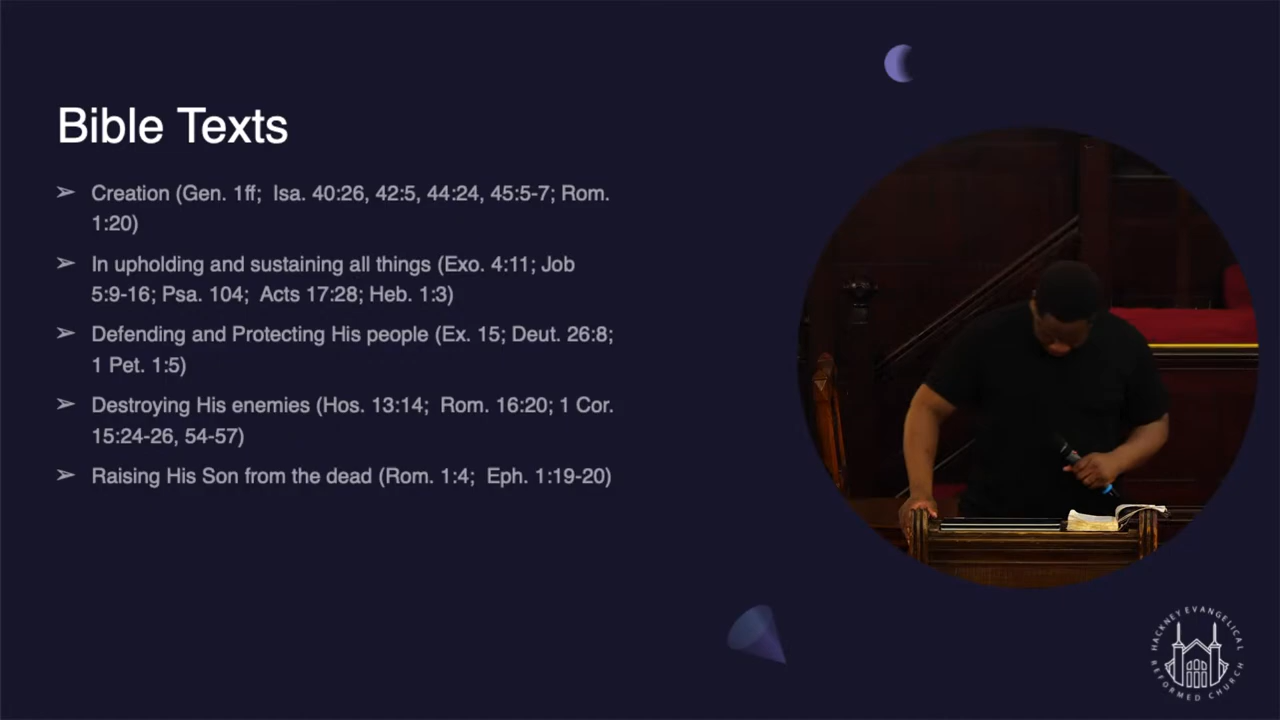 Bible Texts
➢ Creation (Gen. 1ff;  Isa. 40:26, 42:5, 44:24, 45:5-7; Rom.
1:20)
➢ In upholding and sustaining all things (Exo. 4:11; Job
5:9-16; Psa. 104;  Acts 17:28; Heb. 1:3)
➢ Defending and Protecting His people (Ex. 15; Deut. 26:8;
1 Pet. 1:5)
➢ Destroying His enemies (Hos. 13:14;  Rom. 16:20; 1 Cor.
15:24-26, 54-57)
➢ Raising His Son from the dead (Rom. 1:4;  Eph. 1:19-20)
HACKNEY EVANGELICAL
REFORMED CHURCH